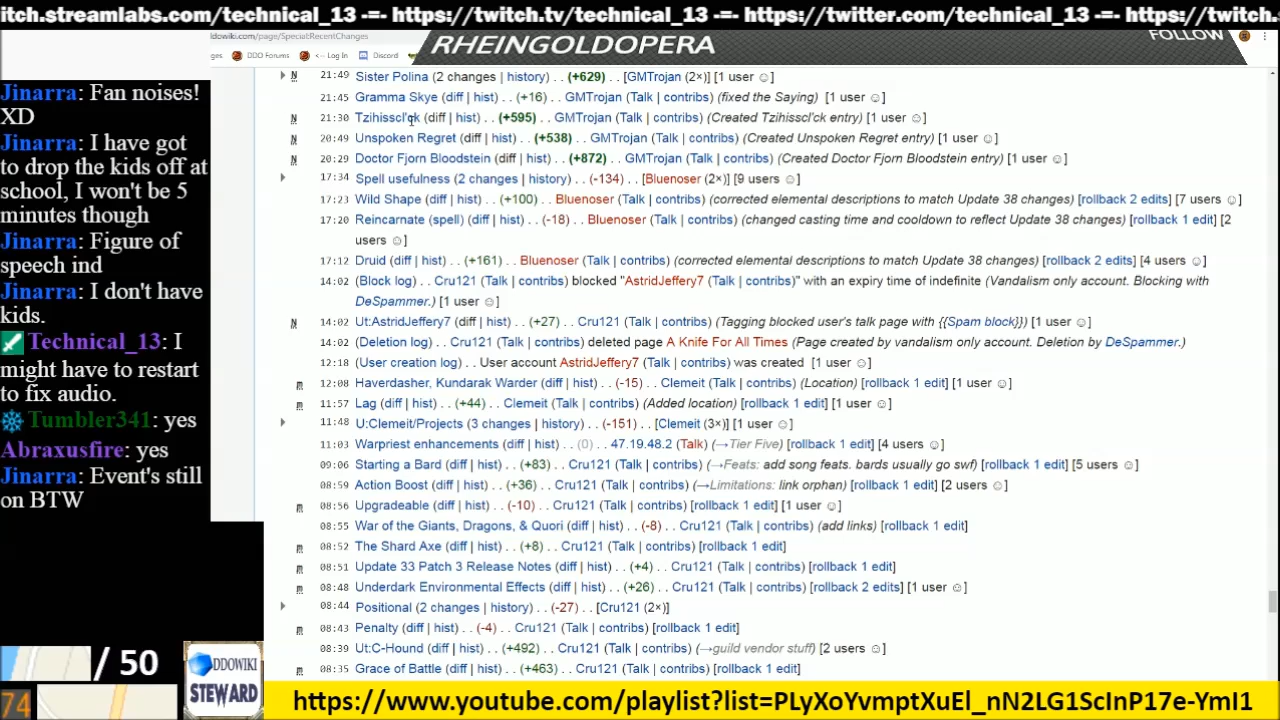 itch.streamlabs.com/technical_13 -=- https://twitch.tv/technical_13 -=- https://twitter.com/technical_13 -=- https://twitch.
dowiki.com/page/Special:RecentChanges
RHEINGOLDOPERA
FOLLOW
ges DDO Forums <-- Log In Discord
Jinarra: Fan noises!
XD
Jinarra: I have got
to drop the kids off at
school, I won't be 5
minutes though
Jinarra: Figure of
speech ind
Jinarra: I don't have
kids.
Technical_13: I
might have to restart
to fix audio.
Tumbler341: yes
Abraxusfire: yes
Jinarra: Event's still
on BTW
N 21:49 Sister Polina (2 changes | history) . . (+629) . . [GMTrojan (2×)] [1 user ☺]
21:45 Gramma Skye (diff | hist) . . (+16) . . GMTrojan (Talk | contribs) (fixed the Saying) [1 user ☺]
N 21:30 Tzihisscl'ck (diff | hist) . . (+595) . . GMTrojan (Talk | contribs) (Created Tzihisscl'ck entry) [1 user ☺]
N 20:49 Unspoken Regret (diff | hist) . . (+538) . . GMTrojan (Talk | contribs) (Created Unspoken Regret entry) [1 user ☺]
N 20:29 Doctor Fjorn Bloodstein (diff | hist) . . (+872) . . GMTrojan (Talk | contribs) (Created Doctor Fjorn Bloodstein entry) [1 user ☺]
17:34 Spell usefulness (2 changes | history) . . (-134) . . [Bluenoser (2×)] [9 users ☺]
17:23 Wild Shape (diff | hist) . . (+100) . . Bluenoser (Talk | contribs) (corrected elemental descriptions to match Update 38 changes) [rollback 2 edits] [7 users ☺]
17:20 Reincarnate (spell) (diff | hist) . . (-18) . . Bluenoser (Talk | contribs) (changed casting time and cooldown to reflect Update 38 changes) [rollback 1 edit] [2
users ☺]
17:12 Druid (diff | hist) . . (+161) . . Bluenoser (Talk | contribs) (corrected elemental descriptions to match Update 38 changes) [rollback 2 edits] [4 users ☺]
14:02 (Block log) . . Cru121 (Talk | contribs) blocked "AstridJeffery7 (Talk | contribs)" with an expiry time of indefinite (Vandalism only account. Blocking with
DeSpammer.) [1 user ☺]
N 14:02 Ut:AstridJeffery7 (diff | hist) . . (+27) . . Cru121 (Talk | contribs) (Tagging blocked user's talk page with {{Spam block}}) [1 user ☺]
14:02 (Deletion log) . . Cru121 (Talk | contribs) deleted page A Knife For All Times (Page created by vandalism only account. Deletion by DeSpammer.)
12:18 (User creation log) . . User account AstridJeffery7 (Talk | contribs) was created [1 user ☺]
m 12:08 Haverdasher, Kundarak Warder (diff | hist) . . (-15) . . Clemeit (Talk | contribs) (Location) [rollback 1 edit] [1 user ☺]
m 11:57 Lag (diff | hist) . . (+44) . . Clemeit (Talk | contribs) (Added location) [rollback 1 edit] [1 user ☺]
11:48 U:Clemeit/Projects (3 changes | history) . . (-151) . . [Clemeit (3×)] [1 user ☺]
11:03 Warpriest enhancements (diff | hist) . . (0) . . 47.19.48.2 (Talk) (→Tier Five) [rollback 1 edit] [4 users ☺]
09:06 Starting a Bard (diff | hist) . . (+83) . . Cru121 (Talk | contribs) (→Feats: add song feats. bards usually go swf) [rollback 1 edit] [5 users ☺]
08:59 Action Boost (diff | hist) . . (+36) . . Cru121 (Talk | contribs) (→Limitations: link orphan) [rollback 1 edit] [2 users ☺]
m 08:56 Upgradeable (diff | hist) . . (-10) . . Cru121 (Talk | contribs) [rollback 1 edit] [1 user ☺]
m 08:55 War of the Giants, Dragons, & Quori (diff | hist) . . (-8) . . Cru121 (Talk | contribs) (add links) [rollback 1 edit]
m 08:52 The Shard Axe (diff | hist) . . (+8) . . Cru121 (Talk | contribs) [rollback 1 edit]
m 08:51 Update 33 Patch 3 Release Notes (diff | hist) . . (+4) . . Cru121 (Talk | contribs) [rollback 1 edit]
m 08:48 Underdark Environmental Effects (diff | hist) . . (+26) . . Cru121 (Talk | contribs) [rollback 2 edits] [1 user ☺]
08:44 Positional (2 changes | history) . . (-27) . . [Cru121 (2×)]
m 08:43 Penalty (diff | hist) . . (-4) . . Cru121 (Talk | contribs) [rollback 1 edit]
08:39 Ut:C-Hound (diff | hist) . . (+492) . . Cru121 (Talk | contribs) (→guild vendor stuff) [2 users ☺]
m 08:35 Grace of Battle (diff | hist) . . (+463) . . Cru121 (Talk | contribs) [rollback 1 edit]
/ 50
74
DDOWIKI
STEWARD
https://www.youtube.com/playlist?list=PLyXoYvmptXuEl_nN2LG1ScInP17e-YmI1